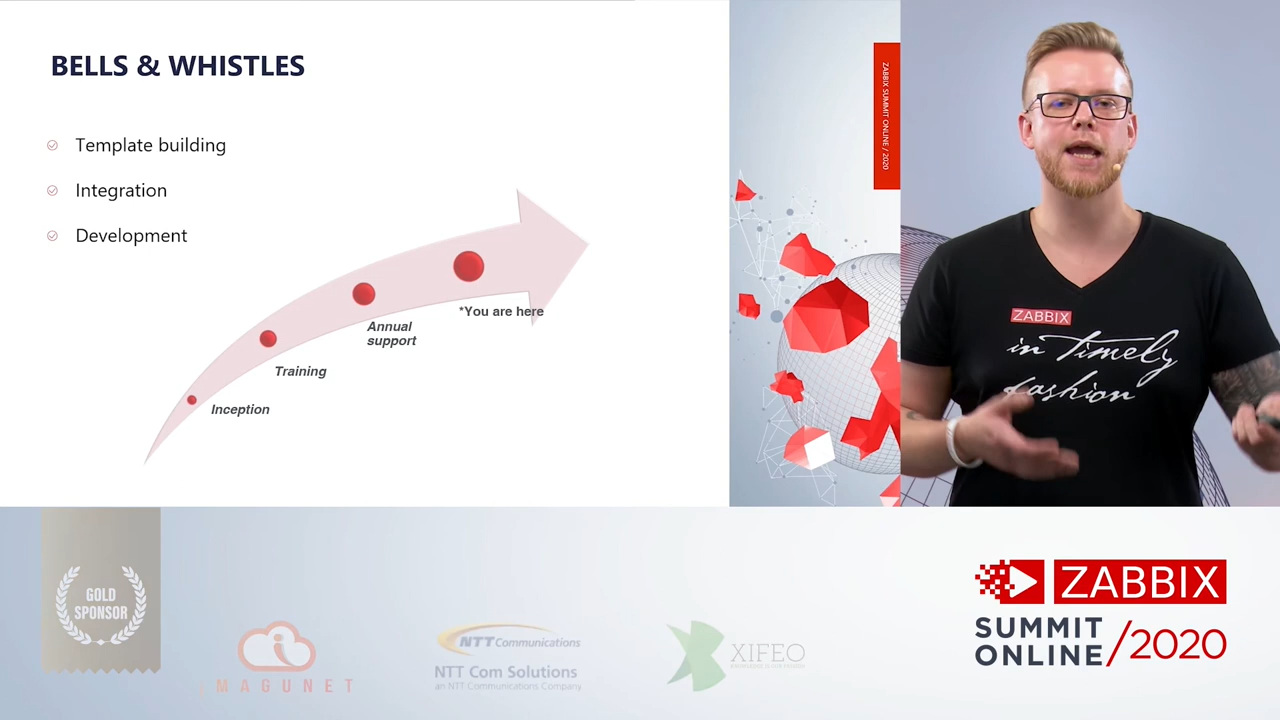 BELLS & WHISTLES
Template building
Integration
Development
*You are here
Annual
support
Training
Inception
ZABBIX SUMMIT ONLINE / 2020
ZABBIX
in Timely
fashion
GOLD
SPONSOR
IMAGUNET
NTT Communications
NTT Com Solutions
an NTT Communications Company
XIFEO
ZABBIX
SUMMIT
ONLINE /2020